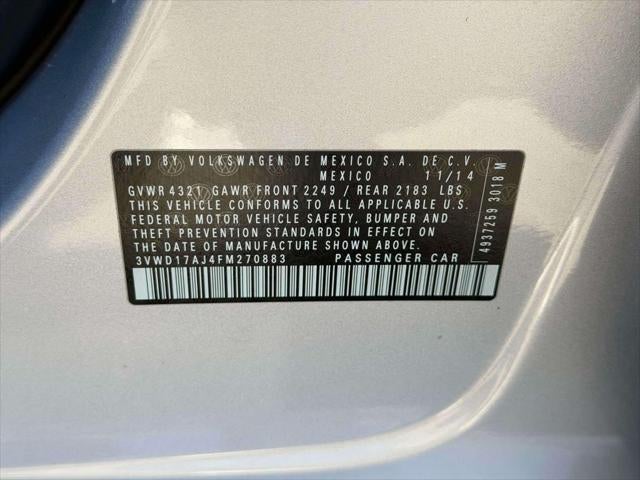 MFD BY VOLKSWAGEN DE MEXICO S.A. DE C.V.
MEXICO 11/14
GVWR 4321 GAWR FRONT 2249 / REAR 2183 LBS
THIS VEHICLE CONFORMS TO ALL APPLICABLE U.S.
FEDERAL MOTOR VEHICLE SAFETY, BUMPER AND
THEFT PREVENTION STANDARDS IN EFFECT ON THE
DATE OF MANUFACTURE SHOWN ABOVE.
3VWD17AJ4FM270883 PASSENGER CAR
4937259 3018 M